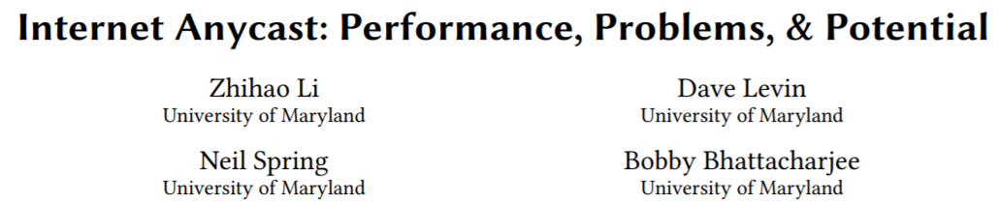 Internet Anycast: Performance, Problems, & Potential
Zhihao Li
University of Maryland
Dave Levin
University of Maryland
Neil Spring
University of Maryland
Bobby Bhattacharjee
University of Maryland